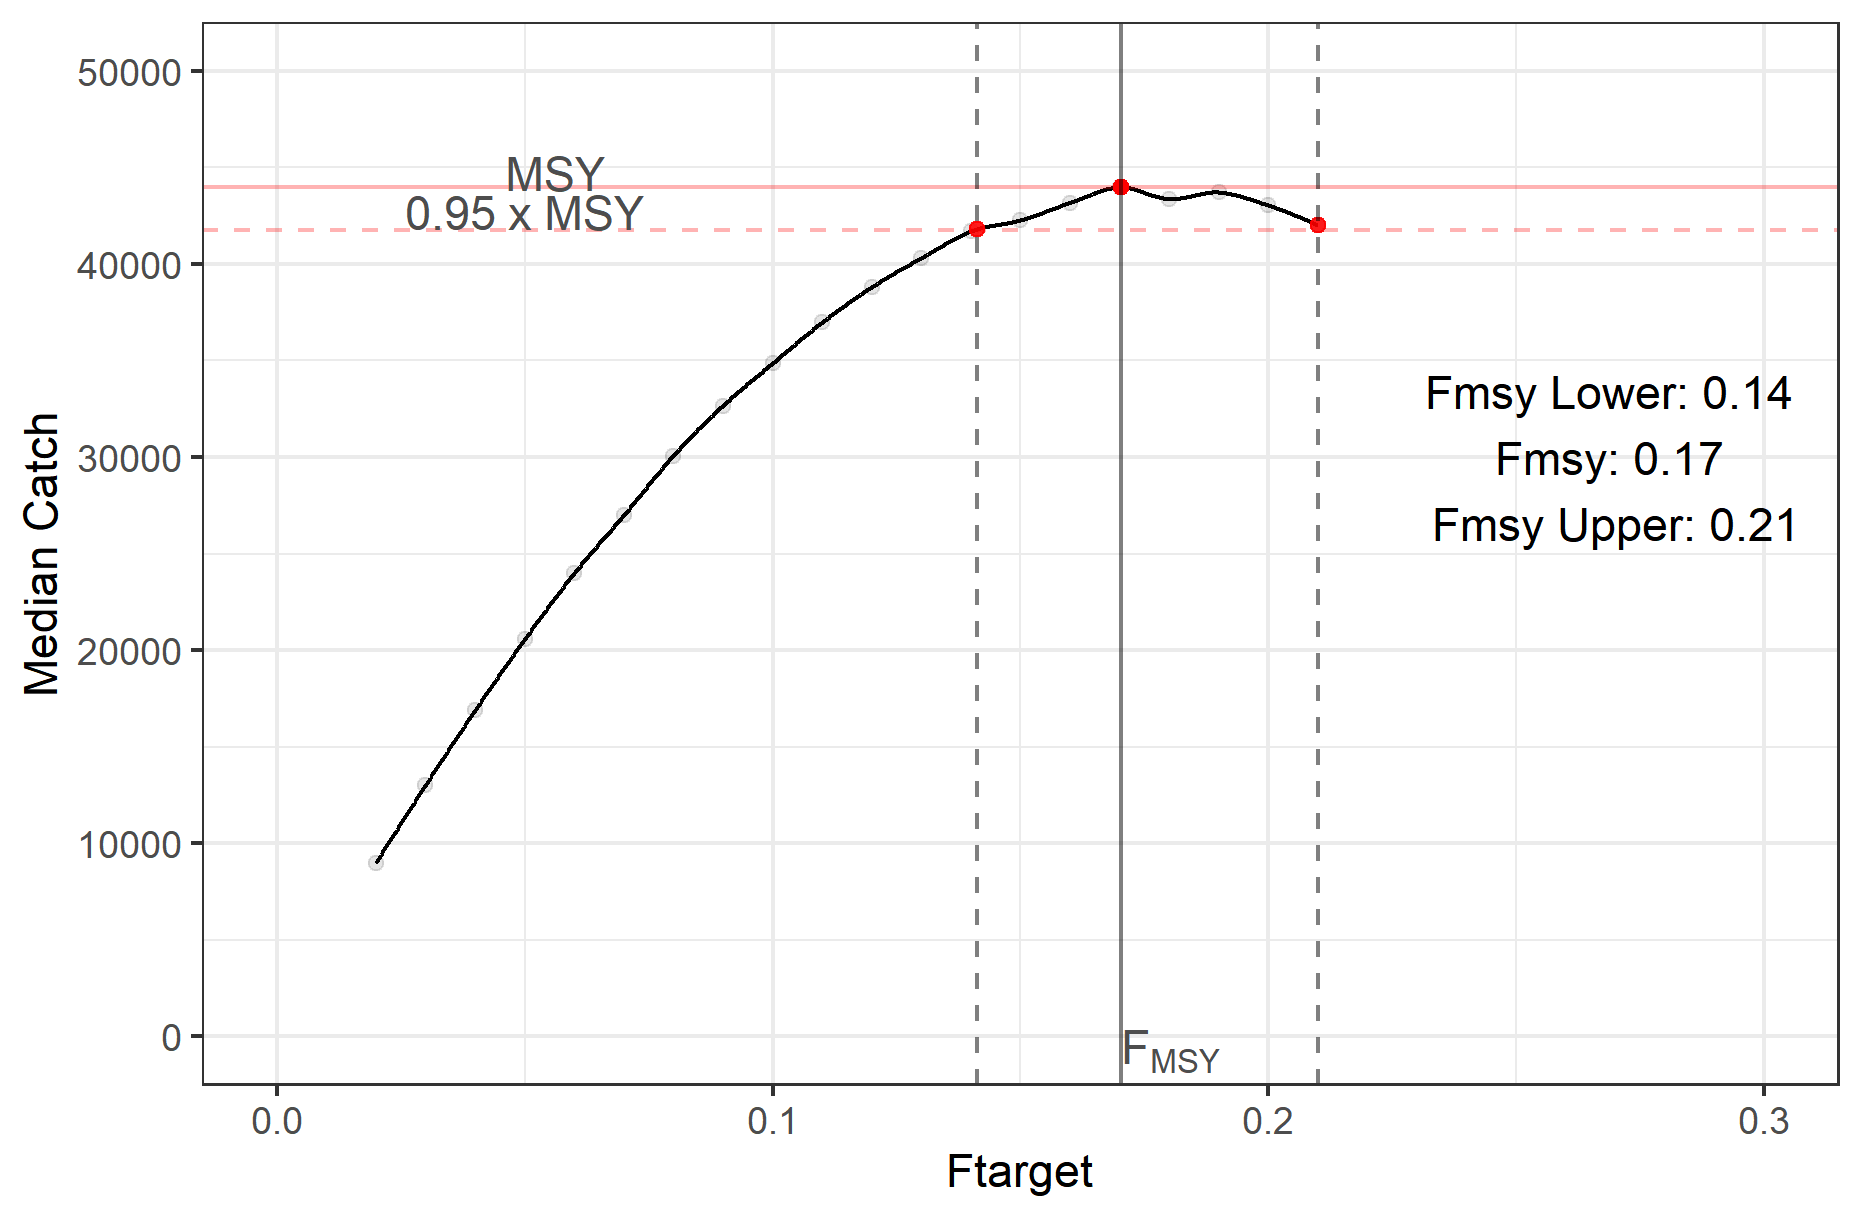 50000
40000
30000
20000
10000
0
Median Catch
MSY
0.95 x MSY
Fmsy Lower: 0.14
Fmsy: 0.17
Fmsy Upper: 0.21
FMSY
0.0
0.1
0.2
0.3
Ftarget